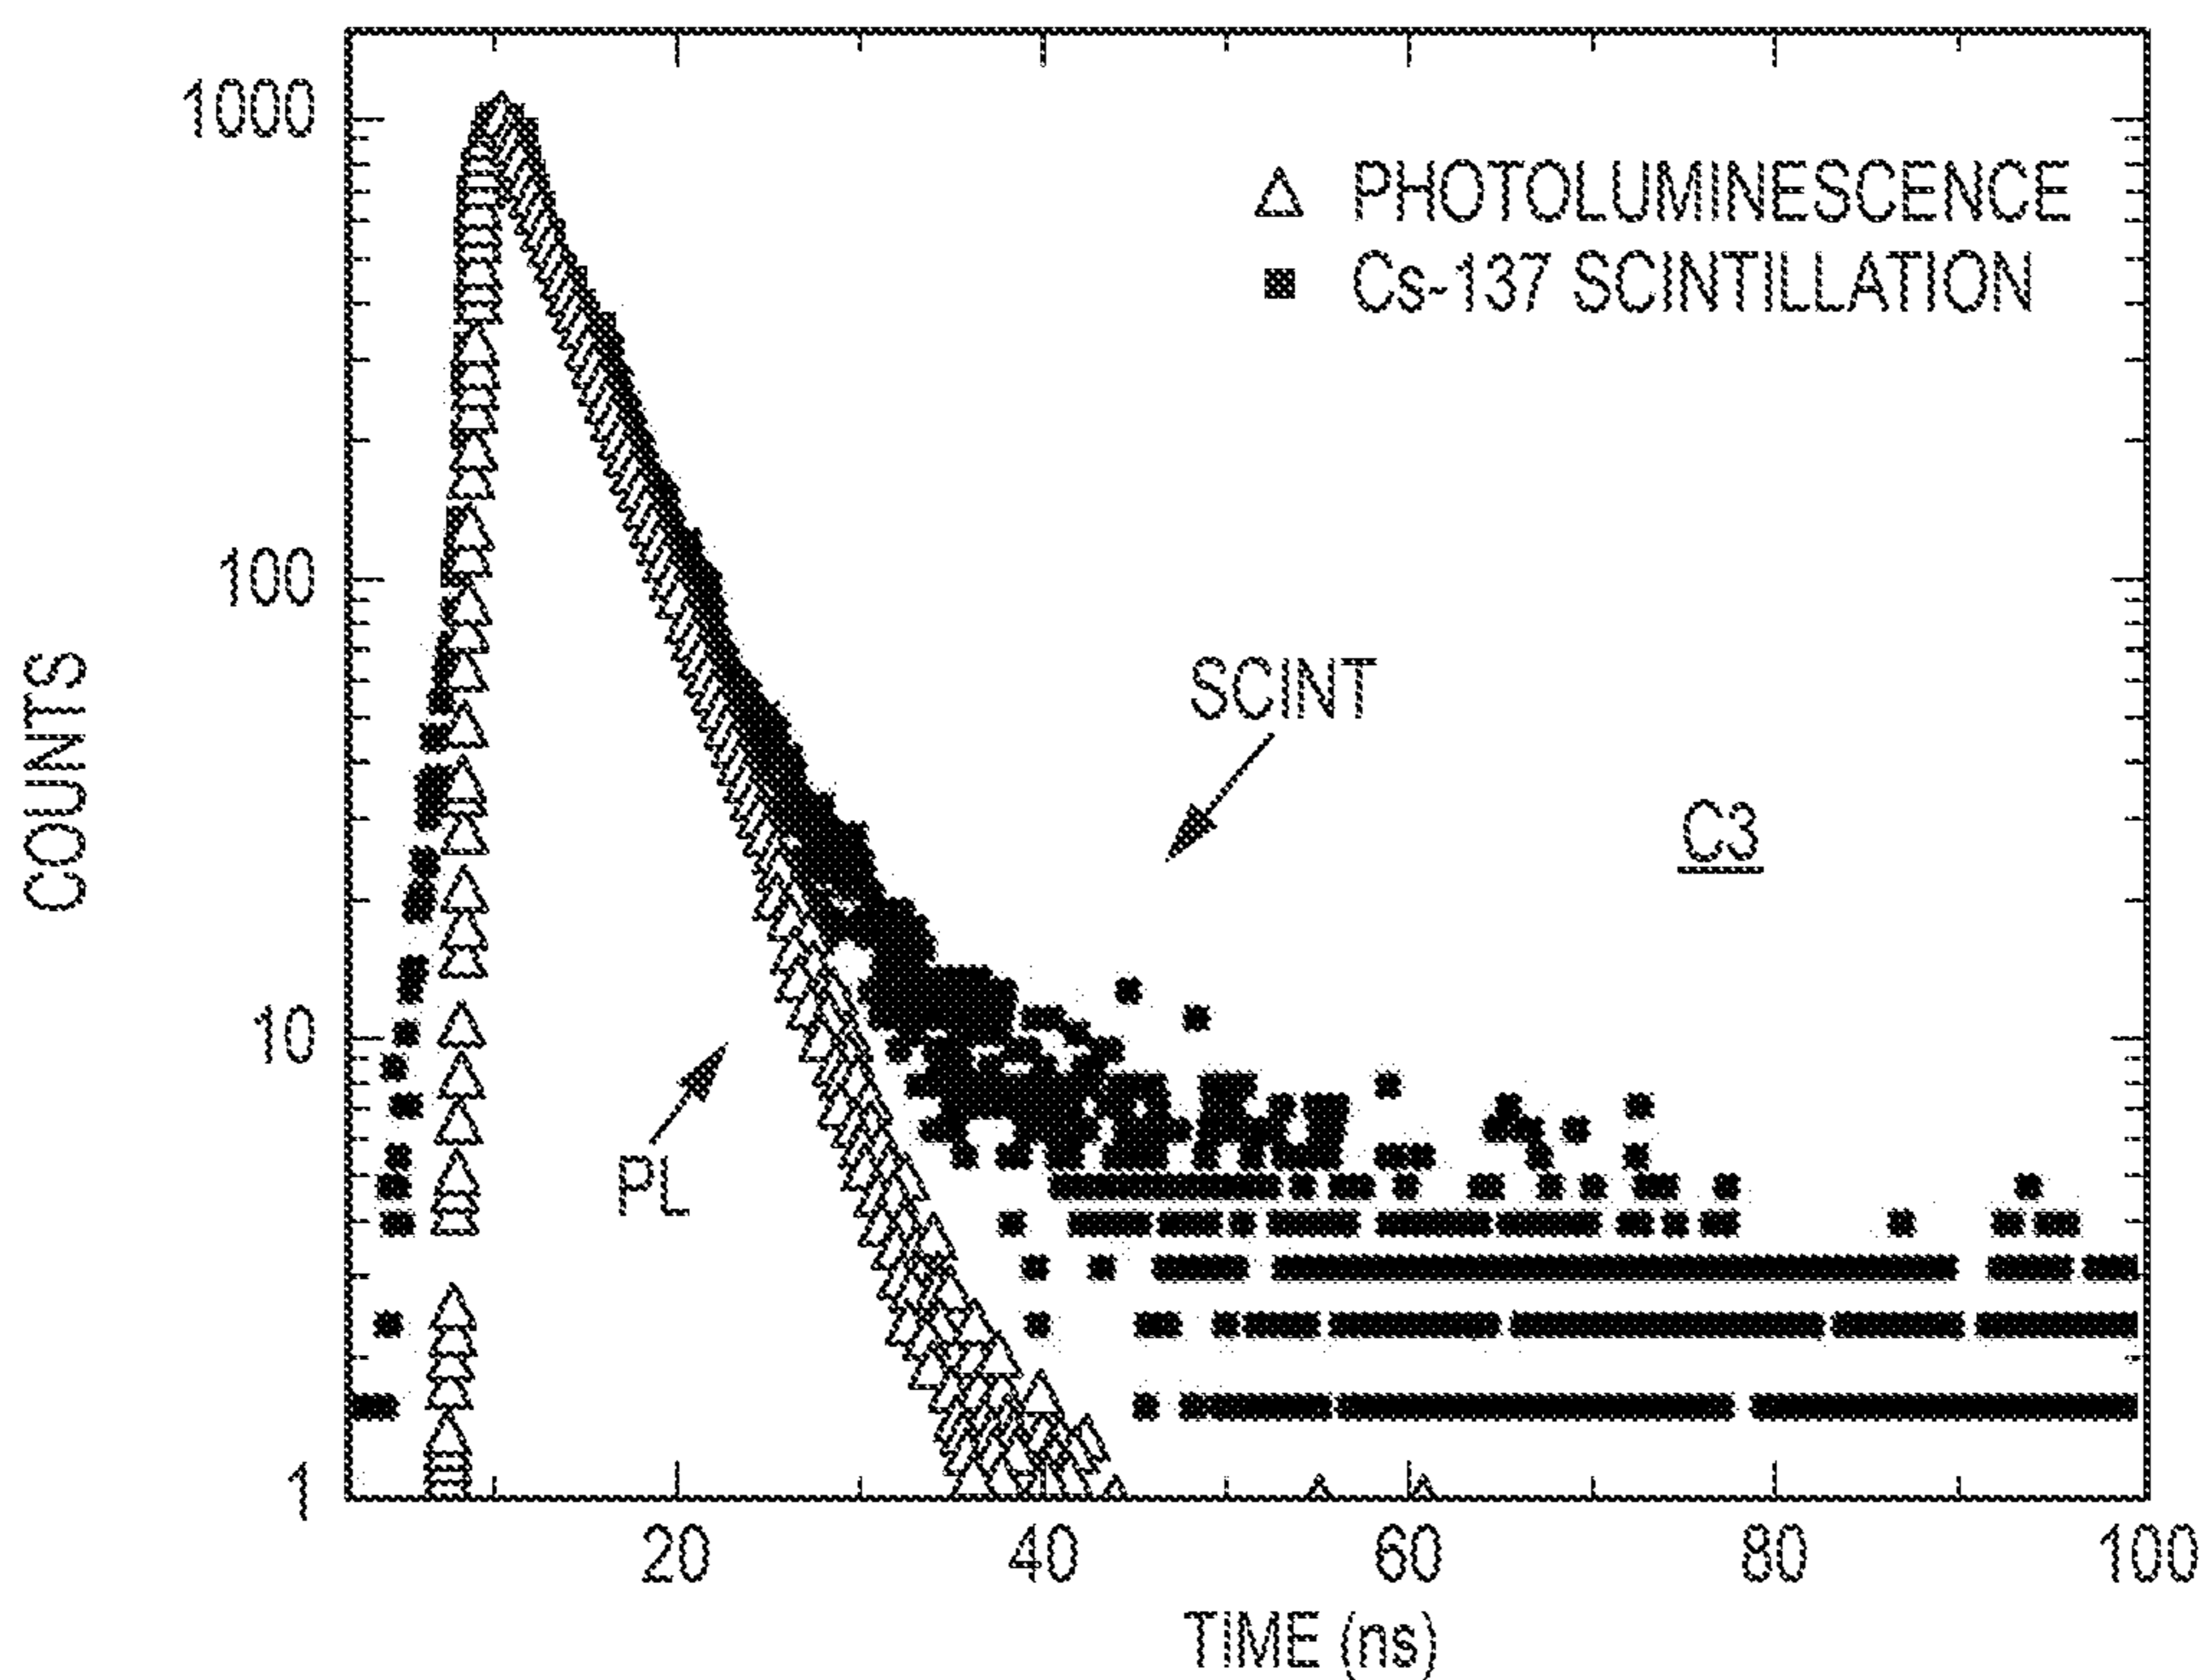 1000
100
10
1
COUNTS
△ PHOTOLUMINESCENCE
■ Cs-137 SCINTILLATION
SCINT
C3
PL
20 40 60 80 100
TIME (ns)